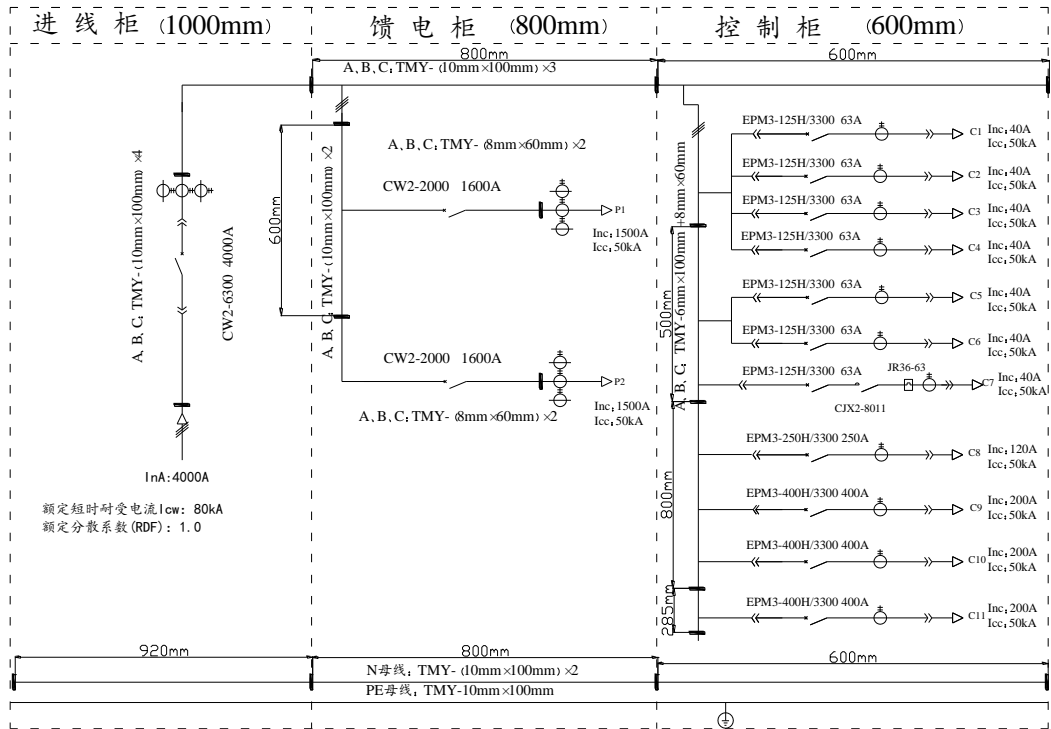 进线柜 (1000mm)
馈电柜 (800mm)
控制柜 (600mm)
800mm
600mm
A、B、C：TMY-（10mm×100mm）×3
A、B、C：TMY-（10mm×100mm）×4
CW2-6300 4000A
InA:4000A
额定短时耐受电流Icw：80kA
额定分散系数(RDF)：1.0
600mm
A、B、C：TMY-（10mm×100mm）×2
A、B、C：TMY-（8mm×60mm）×2
CW2-2000 1600A
P1
Inc：1500A
Icc：50kA
CW2-2000 1600A
P2
Inc：1500A
Icc：50kA
A、B、C：TMY-（8mm×60mm）×2
A、B、C：TMY-6mm×100mm+8mm×60mm
500mm
800mm
285mm
EPM3-125H/3300 63A
C1 Inc：40A
Icc：50kA
EPM3-125H/3300 63A
C2 Inc：40A
Icc：50kA
EPM3-125H/3300 63A
C3 Inc：40A
Icc：50kA
EPM3-125H/3300 63A
C4 Inc：40A
Icc：50kA
EPM3-125H/3300 63A
C5 Inc：40A
Icc：50kA
EPM3-125H/3300 63A
C6 Inc：40A
Icc：50kA
EPM3-125H/3300 63A
JR36-63
CJX2-8011
C7 Inc：40A
Icc：50kA
EPM3-250H/3300 250A
C8 Inc：120A
Icc：50kA
EPM3-400H/3300 400A
C9 Inc：200A
Icc：50kA
EPM3-400H/3300 400A
C10 Inc：200A
Icc：50kA
EPM3-400H/3300 400A
C11 Inc：200A
Icc：50kA
920mm
800mm
600mm
N母线：TMY-（10mm×100mm）×2
PE母线：TMY-10mm×100mm